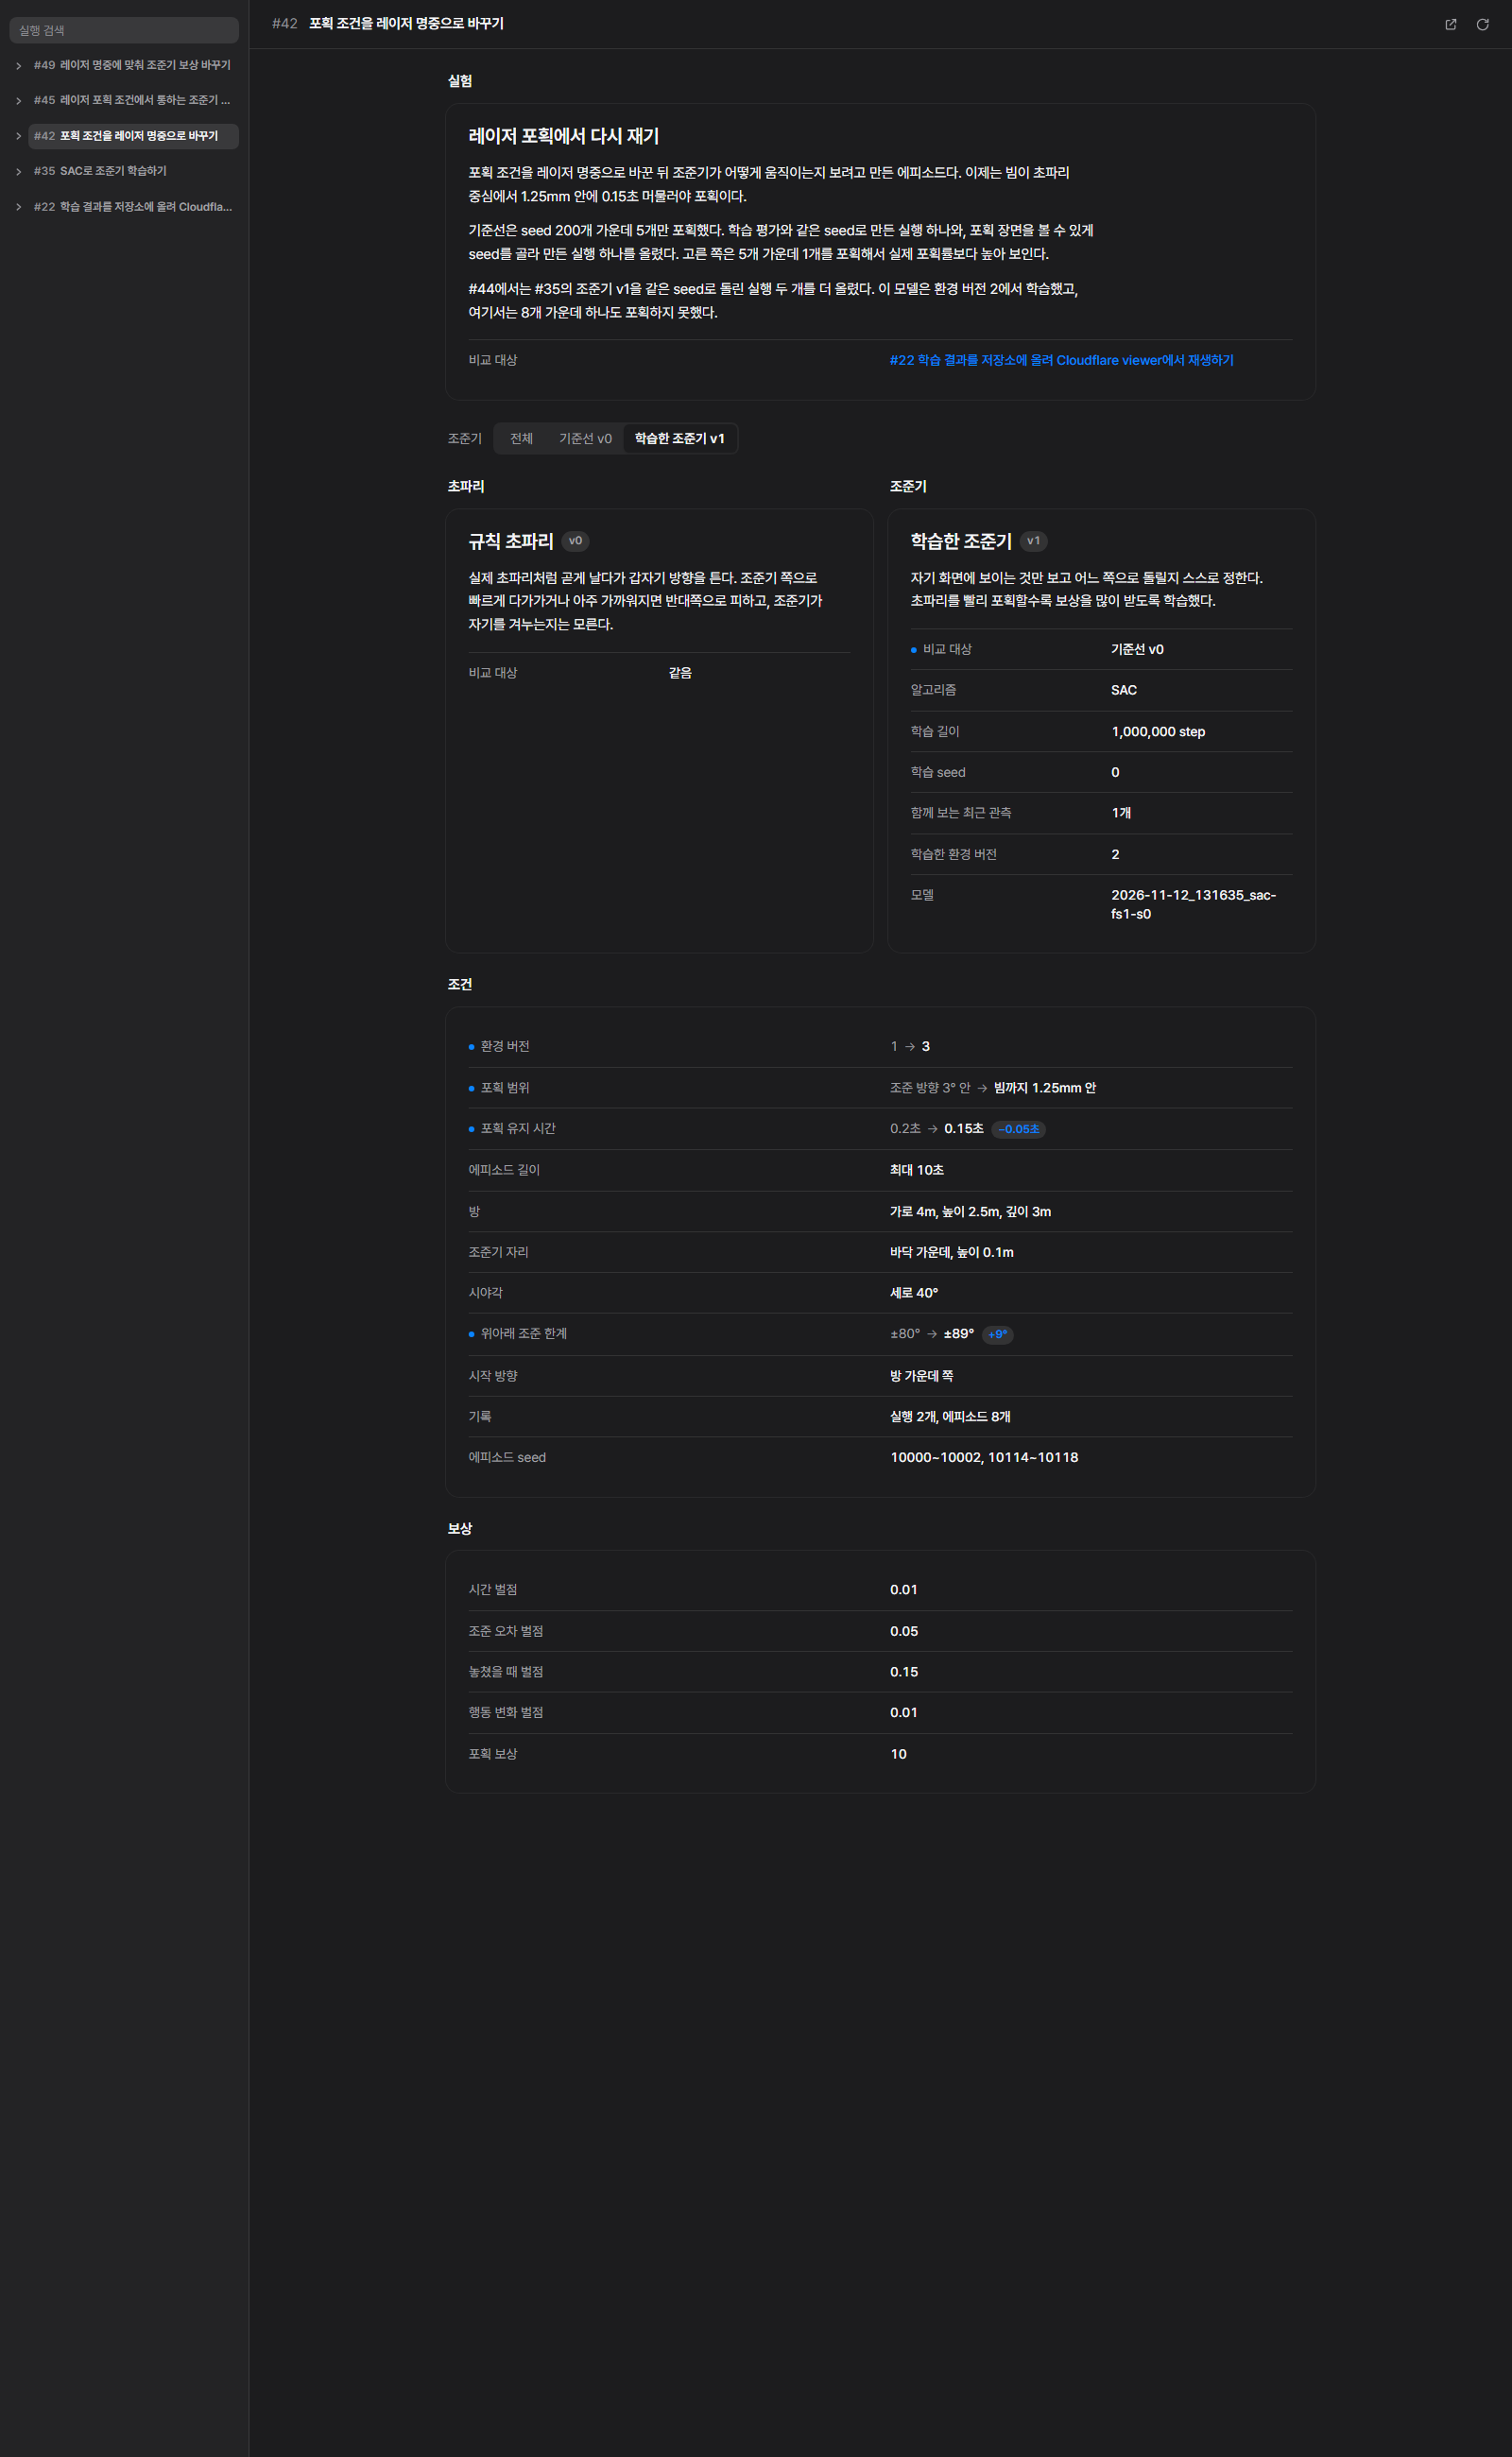 실행 검색
#49 레이저 명중에 맞춰 조준기 보상 바꾸기
#45 레이저 포획 조건에서 통하는 조준기 ...
#42 포획 조건을 레이저 명중으로 바꾸기
#35 SAC로 조준기 학습하기
#22 학습 결과를 저장소에 올려 Cloudfla...
#42 포획 조건을 레이저 명중으로 바꾸기
실험
레이저 포획에서 다시 재기
포획 조건을 레이저 명중으로 바꾼 뒤 조준기가 어떻게 움직이는지 보려고 만든 에피소드다. 이제는 빔이 초파리
중심에서 1.25mm 안에 0.15초 머물러야 포획이다.
기준선은 seed 200개 가운데 5개만 포획했다. 학습 평가와 같은 seed로 만든 실행 하나와, 포획 장면을 볼 수 있게
seed를 골라 만든 실행 하나를 올렸다. 고른 쪽은 5개 가운데 1개를 포획해서 실제 포획률보다 높아 보인다.
#44에서는 #35의 조준기 v1을 같은 seed로 돌린 실행 두 개를 더 올렸다. 이 모델은 환경 버전 2에서 학습했고,
여기서는 8개 가운데 하나도 포획하지 못했다.
비교 대상 #22 학습 결과를 저장소에 올려 Cloudflare viewer에서 재생하기
조준기 전체 기준선 v0 학습한 조준기 v1
초파리
규칙 초파리 v0
실제 초파리처럼 곧게 날다가 갑자기 방향을 튼다. 조준기 쪽으로
빠르게 다가가거나 아주 가까워지면 반대쪽으로 피하고, 조준기가
자기를 겨누는지는 모른다.
비교 대상 같음
조준기
학습한 조준기 v1
자기 화면에 보이는 것만 보고 어느 쪽으로 돌릴지 스스로 정한다.
초파리를 빨리 포획할수록 보상을 많이 받도록 학습했다.
비교 대상 기준선 v0
알고리즘 SAC
학습 길이 1,000,000 step
학습 seed 0
함께 보는 최근 관측 1개
학습한 환경 버전 2
모델 2026-11-12_131635_sac-
fs1-s0
조건
환경 버전 1 → 3
포획 범위 조준 방향 3° 안 → 빔까지 1.25mm 안
포획 유지 시간 0.2초 → 0.15초 −0.05초
에피소드 길이 최대 10초
방 가로 4m, 높이 2.5m, 깊이 3m
조준기 자리 바닥 가운데, 높이 0.1m
시야각 세로 40°
위아래 조준 한계 ±80° → ±89° +9°
시작 방향 방 가운데 쪽
기록 실행 2개, 에피소드 8개
에피소드 seed 10000~10002, 10114~10118
보상
시간 벌점 0.01
조준 오차 벌점 0.05
놓쳤을 때 벌점 0.15
행동 변화 벌점 0.01
포획 보상 10